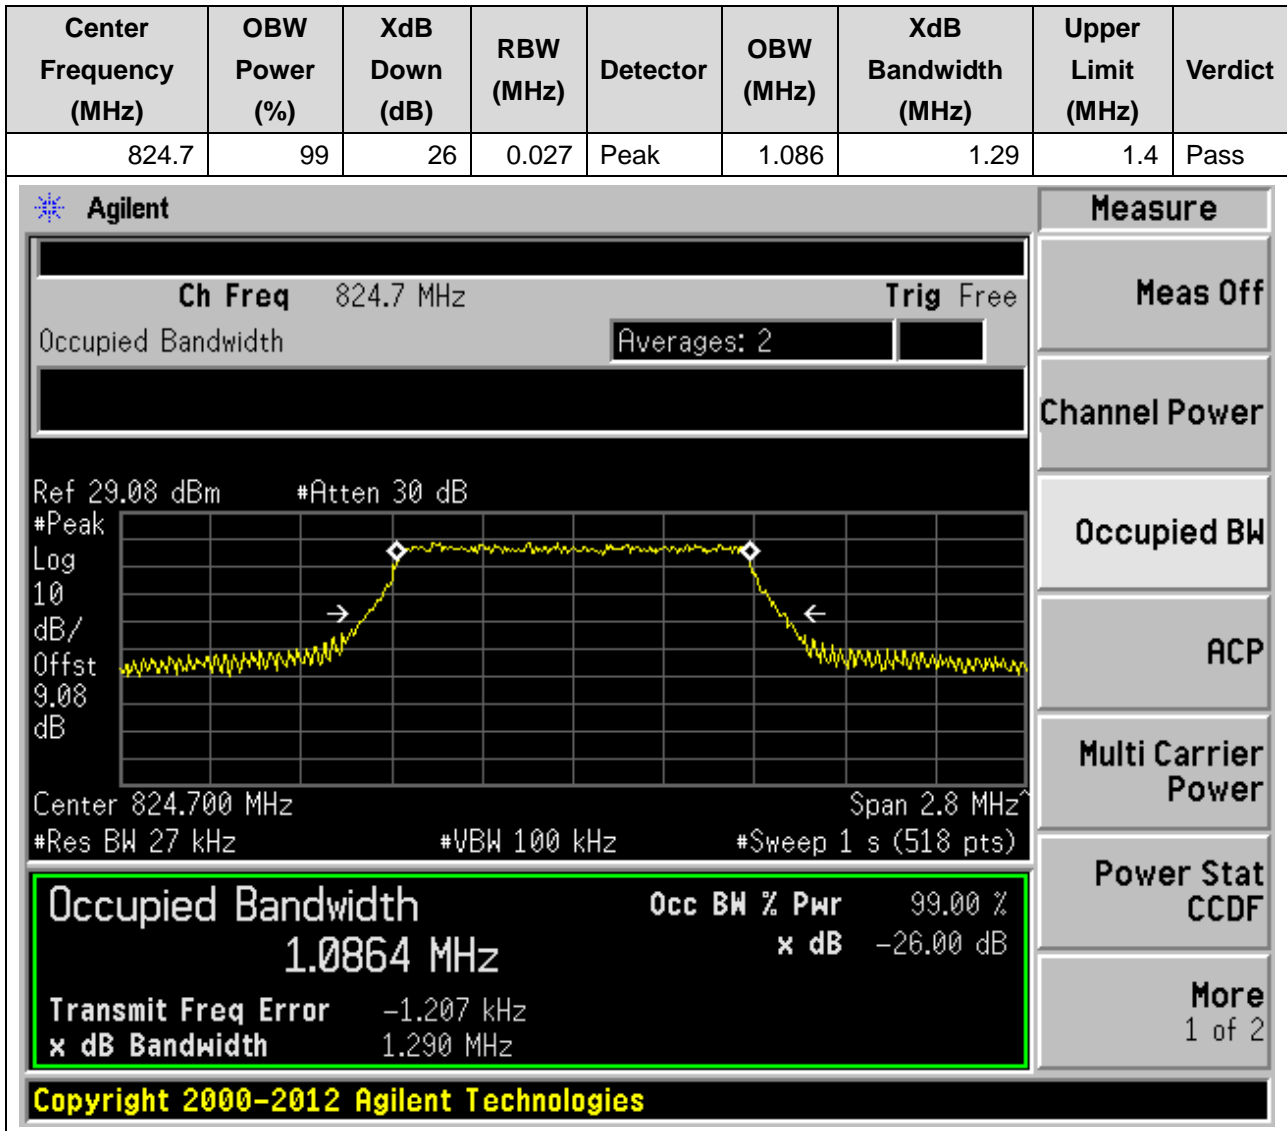 Center Frequency (MHz) OBW Power (%) XdB Down (dB) RBW (MHz) Detector OBW (MHz) XdB Bandwidth (MHz) Upper Limit (MHz) Verdict
824.7 99 26 0.027 Peak 1.086 1.29 1.4 Pass
Agilent
Measure
Ch Freq 824.7 MHz Trig Free
Meas Off
Occupied Bandwidth Averages: 2
Channel Power
Ref 29.08 dBm #Atten 30 dB
#Peak
Log
10
dB/
Offst
9.08
dB
Occupied BW
ACP
Multi Carrier
Power
Center 824.700 MHz Span 2.8 MHz^
#Res BW 27 kHz #VBW 100 kHz #Sweep 1 s (518 pts)
Power Stat
CCDF
Occupied Bandwidth Occ BW % Pwr 99.00 %
1.0864 MHz x dB -26.00 dB
Transmit Freq Error -1.207 kHz
x dB Bandwidth 1.290 MHz
More
1 of 2
Copyright 2000-2012 Agilent Technologies